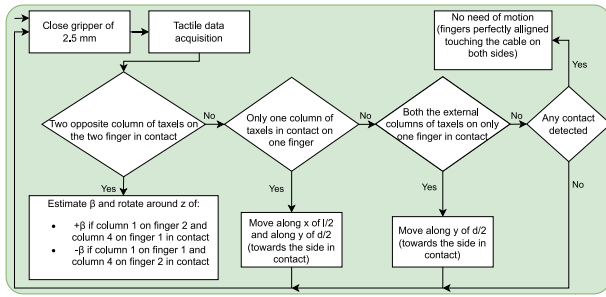 Close gripper of
2.5 mm
Tactile data
acquisition
No need of motion
(fingers perfectly alligned
touching the cable on
both sides)
Yes
Two opposite column of taxels on
the two finger in contact
No
Only one column of
taxels in contact on
one finger
No
Both the external
columns of taxels on only
one finger in contact
No
Any contact
detected
Yes
Yes
Yes
No
Estimate β and rotate around z of:
• +β if column 1 on finger 2 and
column 4 on finger 1 in contact
• -β if column 1 on finger 1 and
column 4 on finger 2 in contact
Move along x of l/2
and along y of d/2
(towards the side in
contact)
Move along y of d/2
(towards the side in
contact)